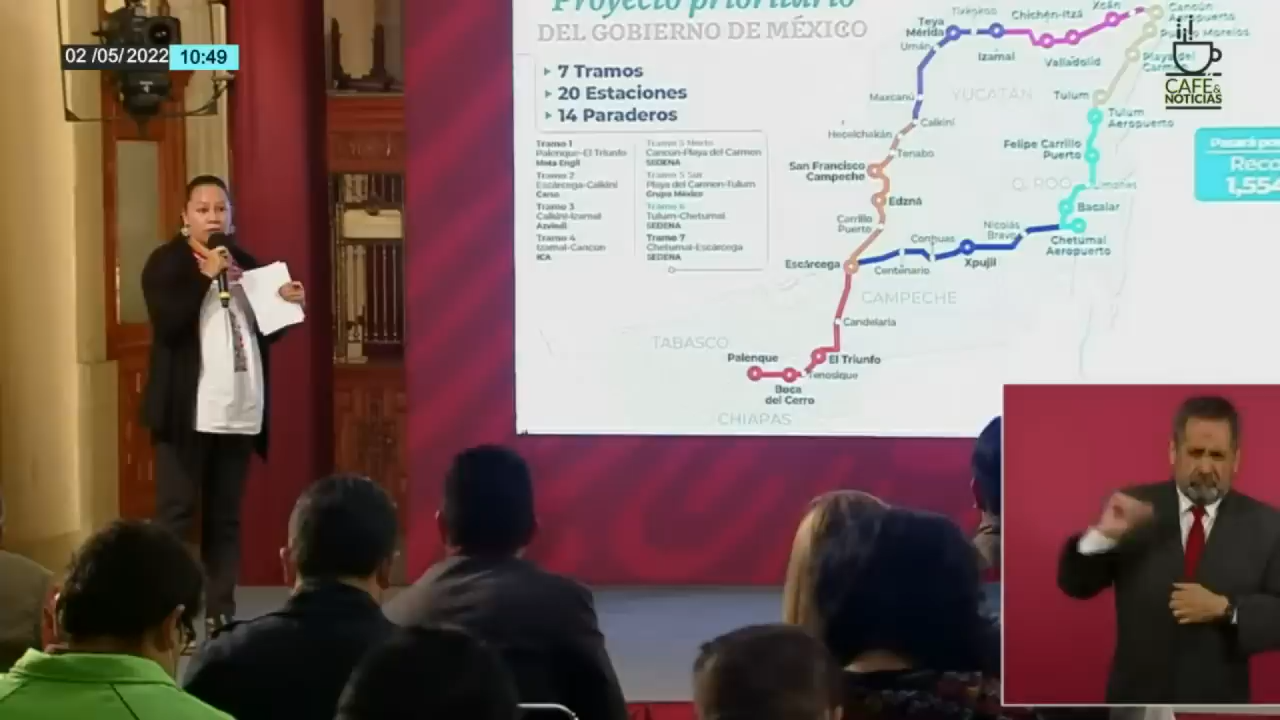 02 /05/2022 10:49
CAFÉ&
NOTICIAS
Proyecto prioritario
DEL GOBIERNO DE MÉXICO
7 Tramos
20 Estaciones
14 Paraderos
Tramo 1
Palenque-El Triunfo
Mota Engil
Tramo 2
Escárcega-Calkiní
Carso
Tramo 3
Calkiní-Izamal
Azvindi
Tramo 4
Izamal-Cancún
ICA
Tramo 5 Norte
Cancún-Playa del Carmen
SEDENA
Tramo 5 Sur
Playa del Carmen-Tulum
Grupo México
Tramo 6
Tulum-Chetumal
SEDENA
Tramo 7
Chetumal-Escárcega
SEDENA
Teya
Mérida
Umán
Tixkokob
Izamal
Chichén-Itzá
Valladolid
Xcán
Cancún
Aeropuerto
Morelos
Playa del
Maxcanú
YUCATÁN
Tulum
Calkiní
Tulum
Aeropuerto
Hecelchakán
Tenabo
Felipe Carrillo
Puerto
San Francisco
Campeche
Q. ROO
Limones
Edzná
Bacalar
Carrillo
Puerto
Nicolás
Bravo
Conhuas
Chetumal
Aeropuerto
Escárcega
Centenario
Xpujil
CAMPECHE
Candelaria
TABASCO
Palenque
El Triunfo
Tenosique
Boca
del Cerro
CHIAPAS
Pasará po
Reco
1,554